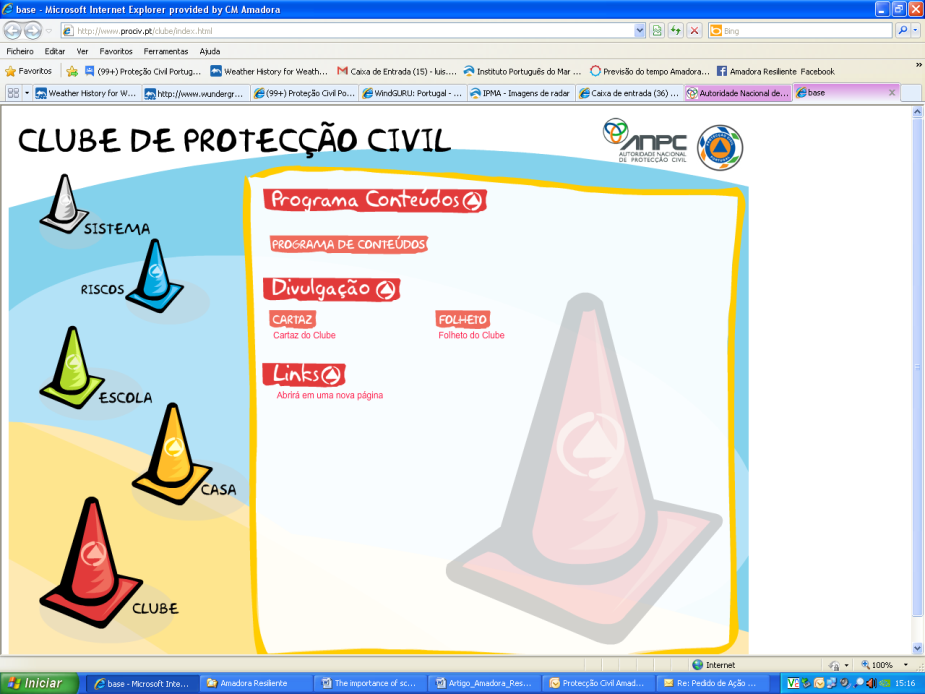 base - Microsoft Internet Explorer provided by CM Amadora
http://www.prociv.pt/clube/index.html
Bing
Ficheiro Editar Ver Favoritos Ferramentas Ajuda
Favoritos (99+) Proteção Civil Portug... Weather History for Weath... Caixa de Entrada (15) - luis.... Instituto Português do Mar ... Previsão do tempo Amadora... Amadora Resiliente Facebook
Weather History for W... http://www.wundergr... (99+) Proteção Civil Po... WindGURU: Portugal - ... IPMA - Imagens de radar Caixa de entrada (36) ... Autoridade Nacional de... base
CLUBE DE PROTECÇÃO CIVIL
ANPC
AUTORIDADE NACIONAL
DE PROTECÇÃO CIVIL
Programa Conteúdos
SISTEMA
PROGRAMA DE CONTEÚDOS
RISCOS
Divulgação
CARTAZ FOLHETO
Cartaz do Clube Folheto do Clube
Links
Abrirá em uma nova página
ESCOLA
CASA
CLUBE
Internet 100%
Iniciar base - Microsoft Inte... Amadora Resiliente The importance of sc... Artigo_Amadora_Res... Protecção Civil Amad... Re: Pedido de Ação ... 15:16